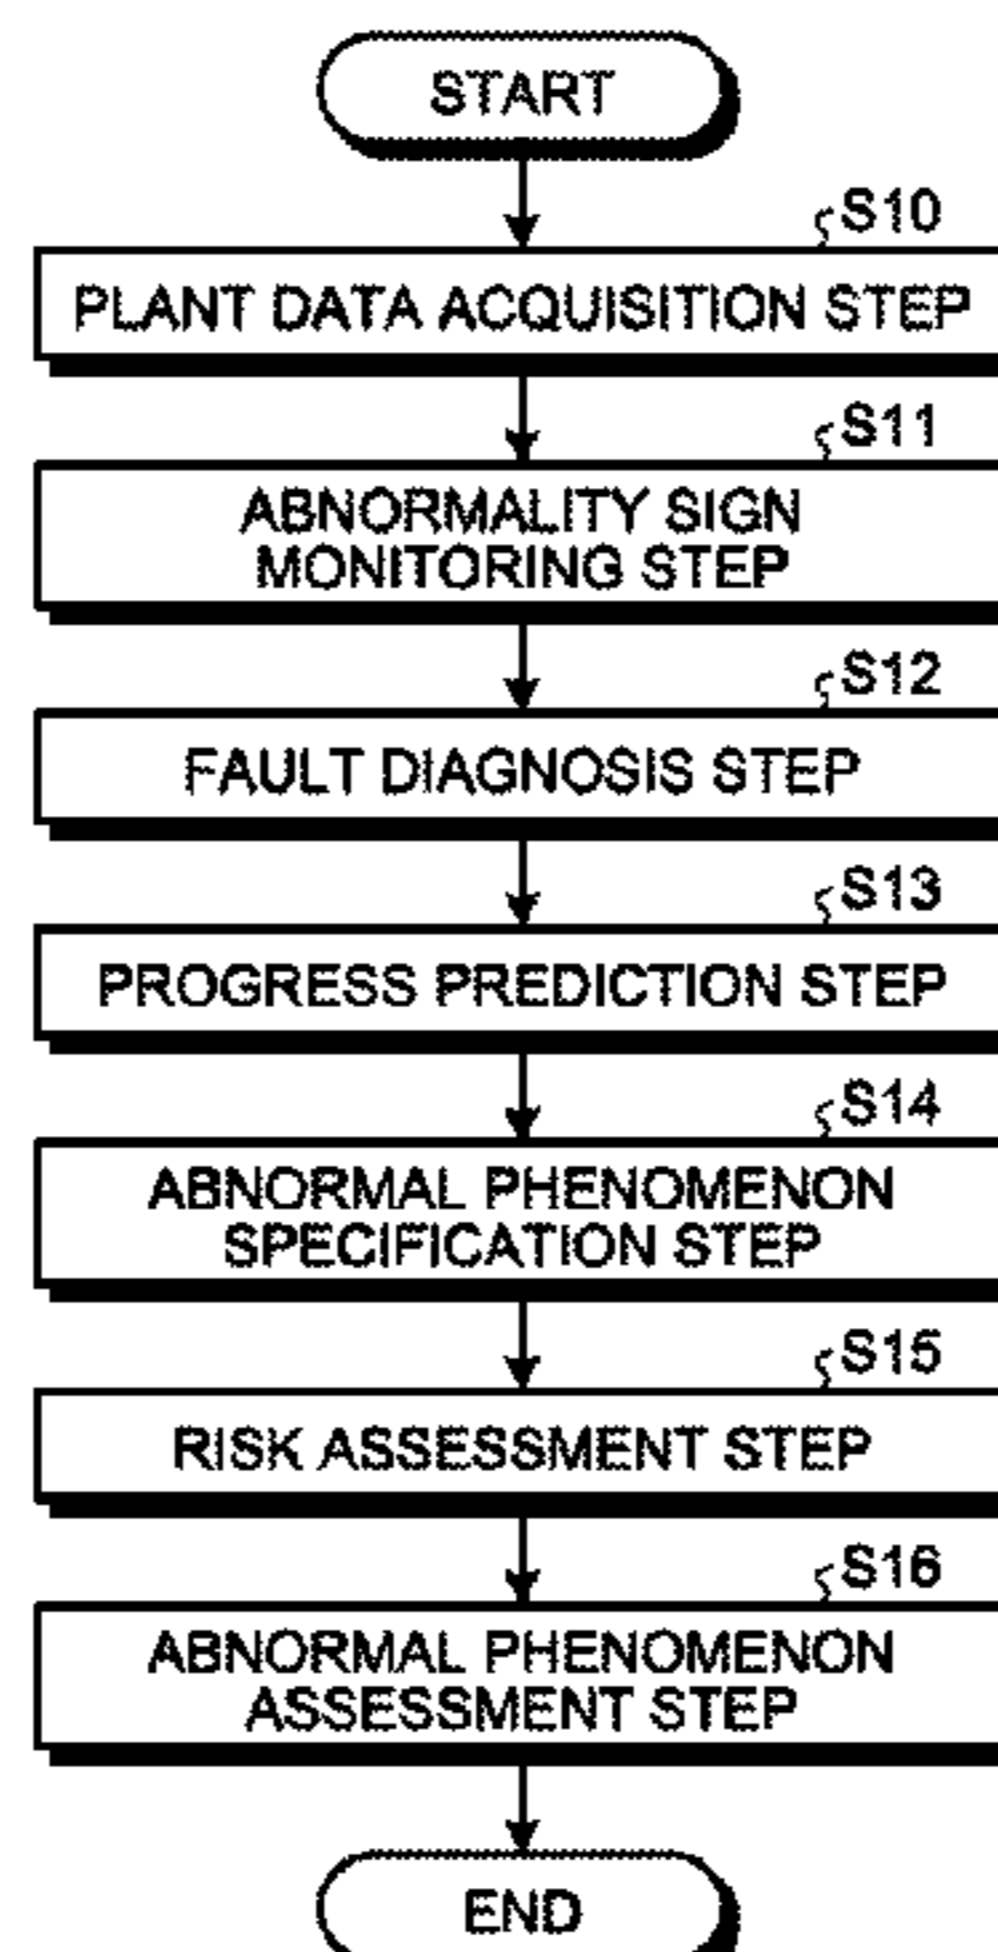 START
S10
PLANT DATA ACQUISITION STEP
S11
ABNORMALITY SIGN
MONITORING STEP
S12
FAULT DIAGNOSIS STEP
S13
PROGRESS PREDICTION STEP
S14
ABNORMAL PHENOMENON
SPECIFICATION STEP
S15
RISK ASSESSMENT STEP
S16
ABNORMAL PHENOMENON
ASSESSMENT STEP
END